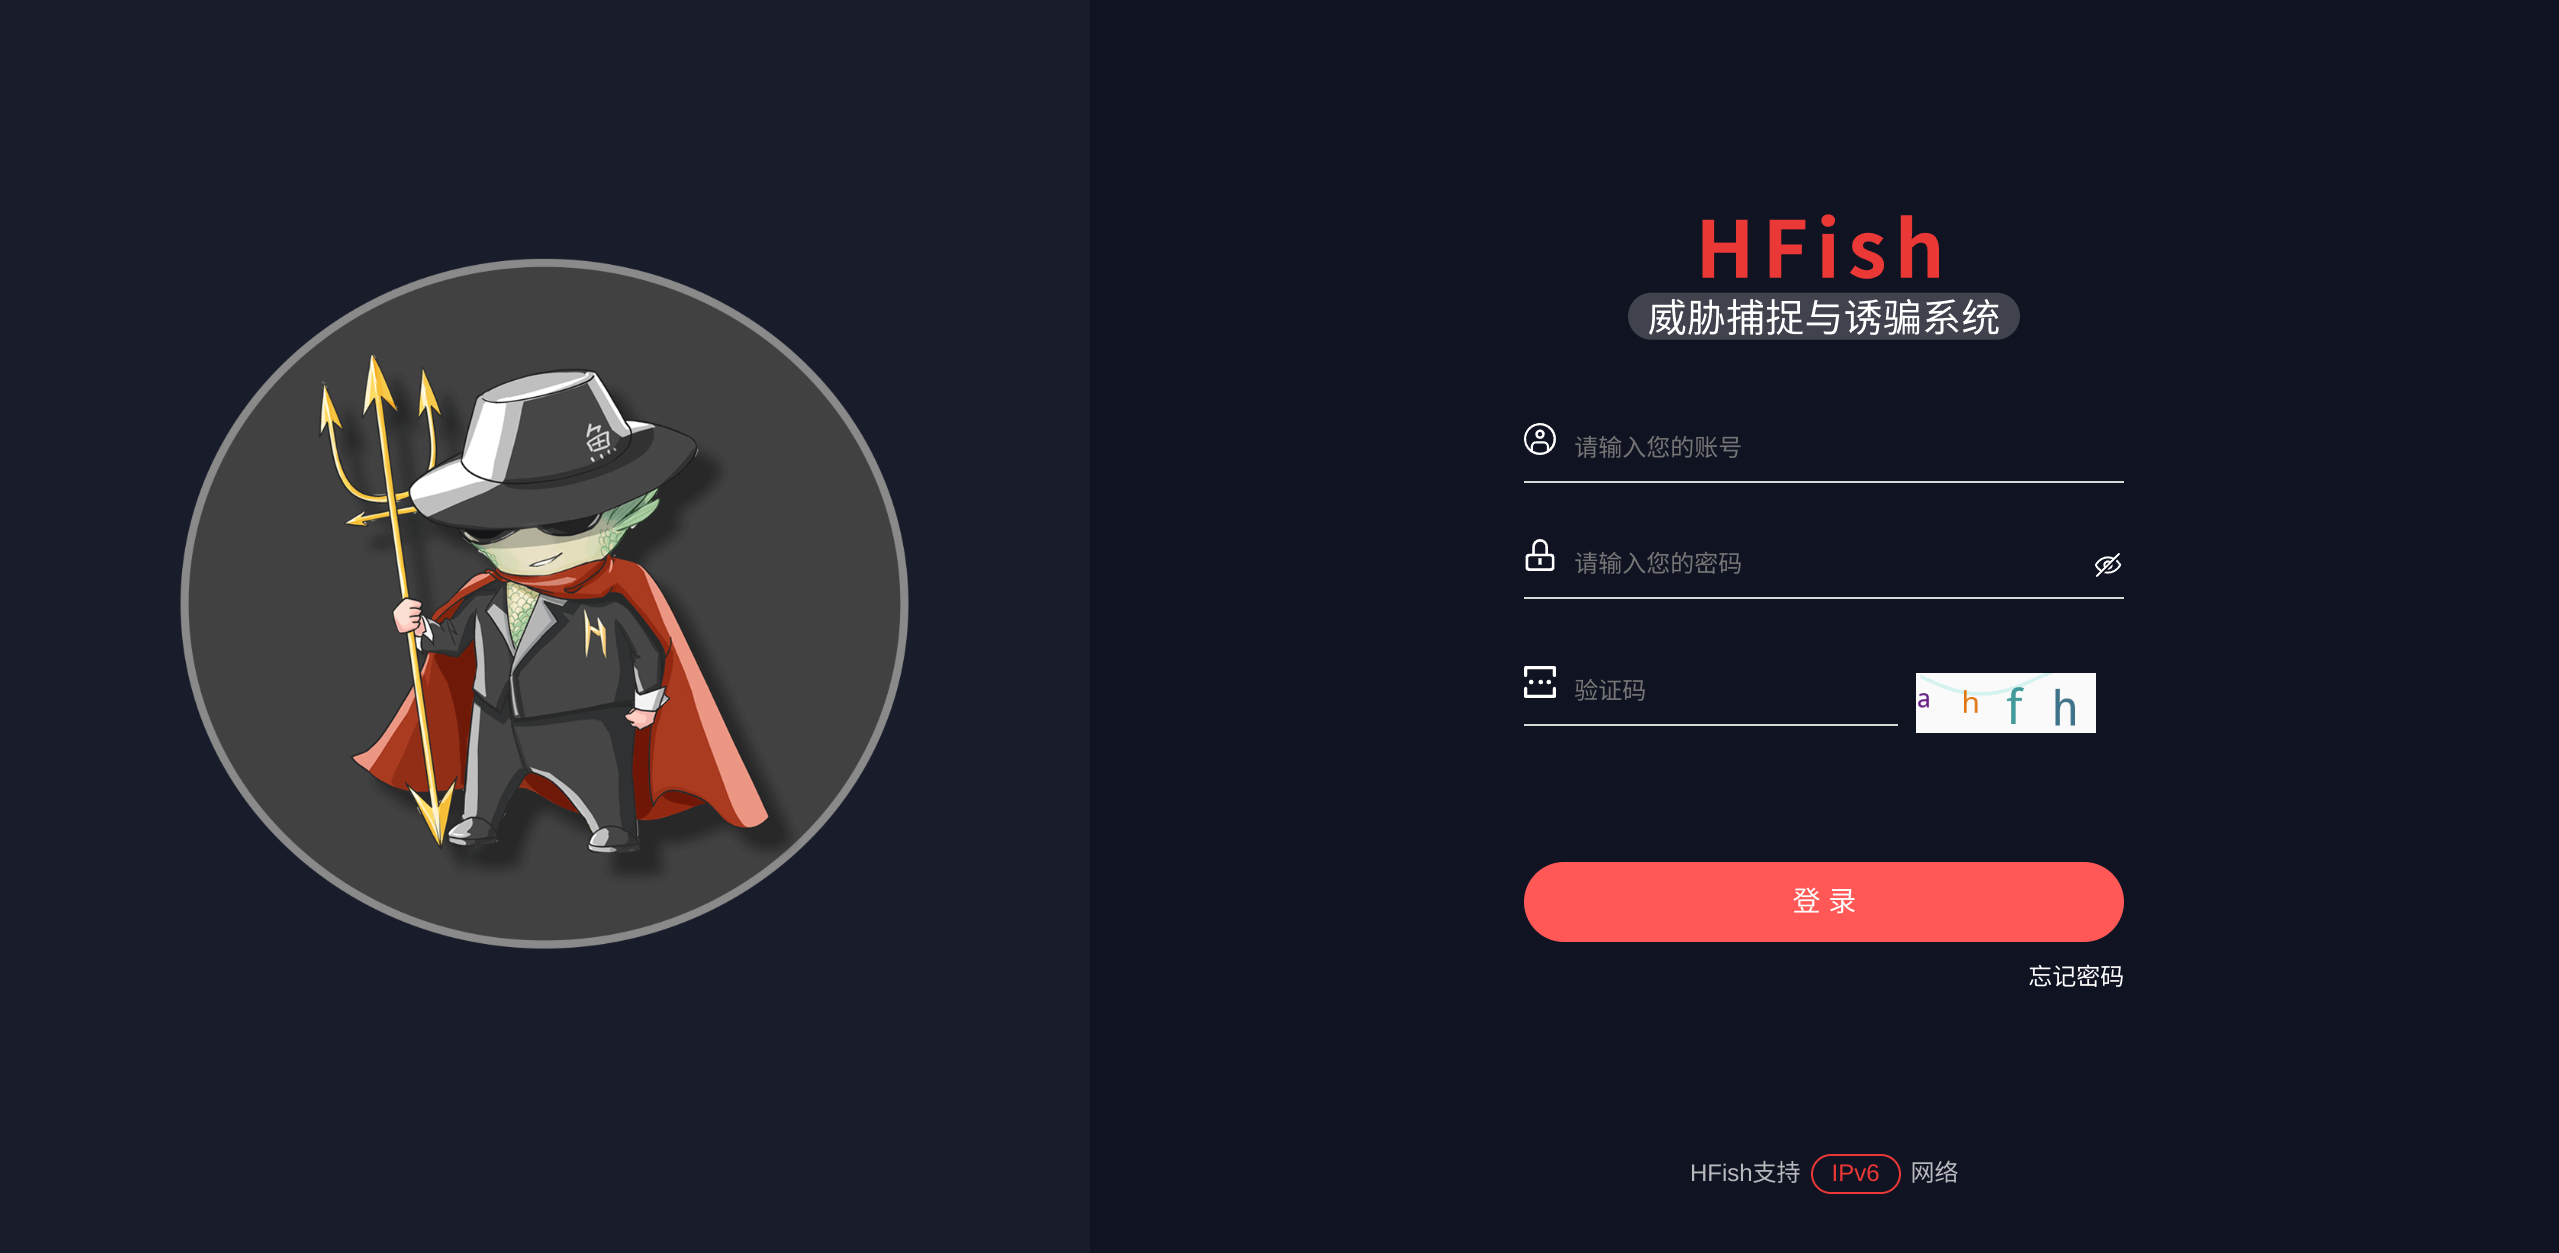 鱼
H
HFish
威胁捕捉与诱骗系统
请输入您的账号
请输入您的密码
验证码
a h f h
登 录
忘记密码
HFish支持 IPv6 网络